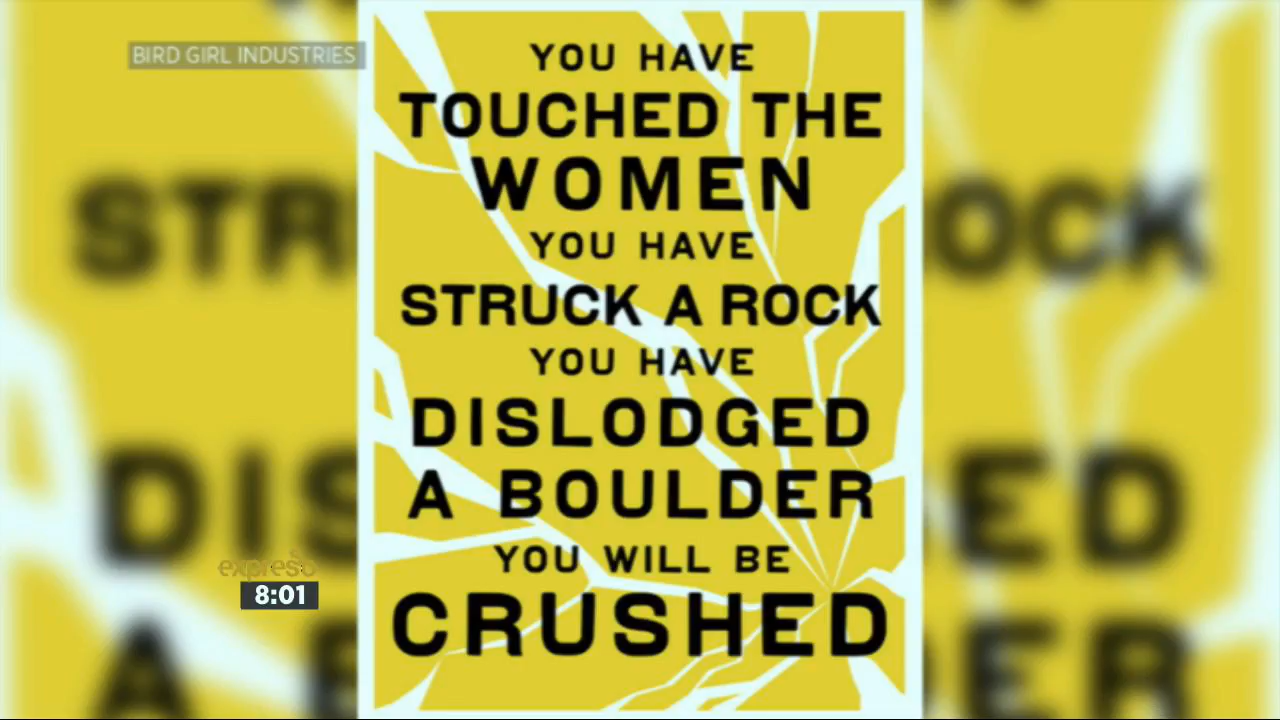 BIRD GIRL INDUSTRIES
YOU HAVE
TOUCHED THE
WOMEN
YOU HAVE
STRUCK A ROCK
YOU HAVE
DISLODGED
A BOULDER
YOU WILL BE
CRUSHED
expresso
8:01